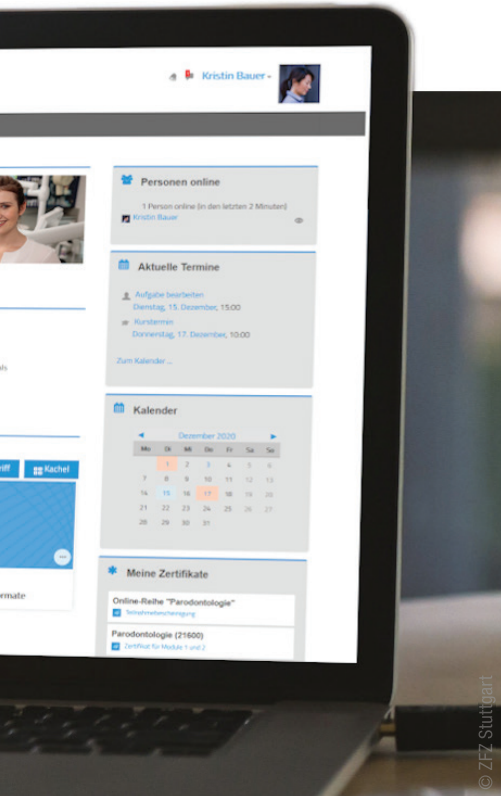 Kristin Bauer
Personen online
1 Person online (in den letzten 2 Minuten)
Kristin Bauer
Aktuelle Termine
Aufgabe bearbeiten
Dienstag, 15. Dezember, 15:00
Kurstermin
Donnerstag, 17. Dezember, 10:00
Zum Kalender ...
Kalender
◄ Dezember 2020 ►
Mo Di Mi Do Fr Sa So
1 2 3 4 5 6
7 8 9 10 11 12 13
14 15 16 17 18 19 20
21 22 23 24 25 26 27
28 29 30 31
als
iff
Kachel
rmate
Meine Zertifikate
Online-Reihe "Parodontologie"
Teilnahmebescheinigung
Parodontologie (21600)
Zertifikat für Module 1 und 2
© ZFZ Stuttgart